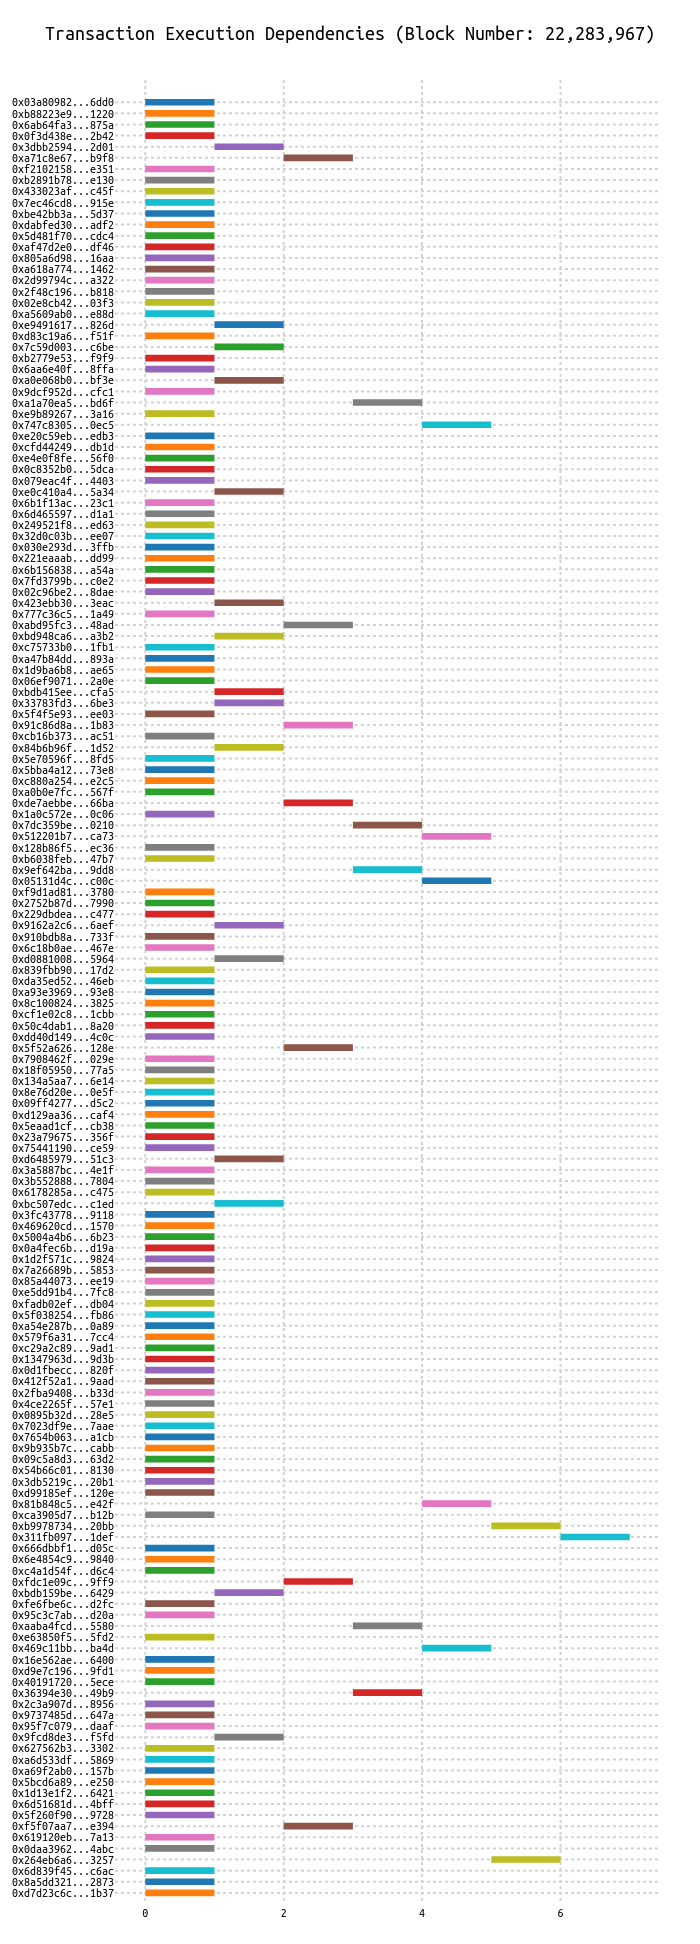 Transaction Execution Dependencies (Block Number: 22,283,967)
0x03a80982...6dd0
0xb88223e9...1220
0x6ab64fa3...875a
0x0f3d438e...2b42
0x3dbb2594...2d01
0xa71c8e67...b9f8
0xf2102158...e351
0xb2891b78...e130
0x433023af...c45f
0x7ec46cd8...915e
0xbe42bb3a...5d37
0xdabfed30...adf2
0x5d481f70...cdc4
0xaf47d2e0...df46
0x805a6d98...16aa
0xa618a774...1462
0x2d99794c...a322
0x2f48c196...b818
0x02e8cb42...03f3
0xa5609ab0...e88d
0xe9491617...826d
0xd83c19a6...f51f
0x7c59d003...c6be
0xb2779e53...f9f9
0x6aa6e40f...8ffa
0xa0e068b0...bf3e
0x9dcf952d...cfc1
0xa1a70ea5...bd6f
0xe9b89267...3a16
0x747c8305...0ec5
0xe20c59eb...edb3
0xcfd44249...db1d
0xe4e0f8fe...56f0
0x0c8352b0...5dca
0x079eac4f...4403
0xe0c410a4...5a34
0x6b1f13ac...23c1
0x6d465597...d1a1
0x249521f8...ed63
0x32d0c03b...ee07
0x030e293d...3ffb
0x221eaaab...dd99
0x6b156838...a54a
0x7fd3799b...c0e2
0x02c96be2...8dae
0x423ebb30...3eac
0x777c36c5...1a49
0xabd95fc3...48ad
0xbd948ca6...a3b2
0xc75733b0...1fb1
0xa47b84dd...893a
0x1d9ba6b8...ae65
0x06ef9071...2a0e
0xbdb415ee...cfa5
0x33783fd3...6be3
0x5f4f5e93...ee03
0x91c86d8a...1b83
0xcb16b373...ac51
0x84b6b96f...1d52
0x5e70596f...8fd5
0x5bba4a12...73e8
0xc880a254...e2c5
0xa0b0e7fc...567f
0xde7aebbe...66ba
0x1a0c572e...0c06
0x7dc359be...0210
0x512201b7...ca73
0x128b86f5...ec36
0xb6038feb...47b7
0x9ef642ba...9dd8
0x05131d4c...c00c
0xf9d1ad81...3780
0x2752b87d...7990
0x229dbdea...c477
0x9162a2c6...6aef
0x910bdb8a...733f
0x6c18b0ae...467e
0xd0881008...5964
0x839fbb90...17d2
0xda35ed52...46eb
0xa93e3969...93e8
0x8c100824...3825
0xcf1e02c8...1cbb
0x50c4dab1...8a20
0xdd40d149...4c0c
0x5f52a626...128e
0x7908462f...029e
0x18f05950...77a5
0x134a5aa7...6e14
0x8e76d20e...0e5f
0x09ff4277...d5c2
0xd129aa36...caf4
0x5eaad1cf...cb38
0x23a79675...356f
0x75441190...ce59
0xd6485979...51c3
0x3a5887bc...4e1f
0x3b552888...7804
0x6178285a...c475
0xbc507edc...c1ed
0x3fc43778...9118
0x469620cd...1570
0x5004a4b6...6b23
0x0a4fec6b...d19a
0x1d2f571c...9824
0x7a26689b...5853
0x85a44073...ee19
0xe5dd91b4...7fc8
0xfadb02ef...db04
0x5f038254...fb86
0xa54e287b...0a89
0x579f6a31...7cc4
0xc29a2c89...9ad1
0x1347963d...9d3b
0x0d1fbecc...820f
0x412f52a1...9aad
0x2fba9408...b33d
0x4ce2265f...57e1
0x0895b32d...28e5
0x7023df9e...7aae
0x7654b063...a1cb
0x9b935b7c...cabb
0x09c5a8d3...63d2
0x54b66c01...8130
0x3db5219c...20b1
0xd99185ef...120e
0x81b848c5...e42f
0xca3905d7...b12b
0xb9978734...20bb
0x311fb097...1def
0x666dbbf1...d05c
0x6e4854c9...9840
0xc4a1d54f...d6c4
0xfdc1e09c...9ff9
0xbdb159be...6429
0xfe6fbe6c...d2fc
0x95c3c7ab...d20a
0xaaba4fcd...5580
0xe63850f5...5fd2
0x469c11bb...ba4d
0x16e562ae...6400
0xd9e7c196...9fd1
0x40191720...5ece
0x36394e30...49b9
0x2c3a907d...8956
0x9737485d...647a
0x95f7c079...daaf
0x9fcd8de3...f5fd
0x627562b3...3302
0xa6d533df...5869
0xa69f2ab0...157b
0x5bcd6a89...e250
0x1d13e1f2...6421
0x6d51681d...4bff
0x5f260f90...9728
0xf5f07aa7...e394
0x619120eb...7a13
0x0daa3962...4abc
0x264eb6a6...3257
0x6d839f45...c6ac
0x8a5dd321...2873
0xd7d23c6c...1b37
0 2 4 6